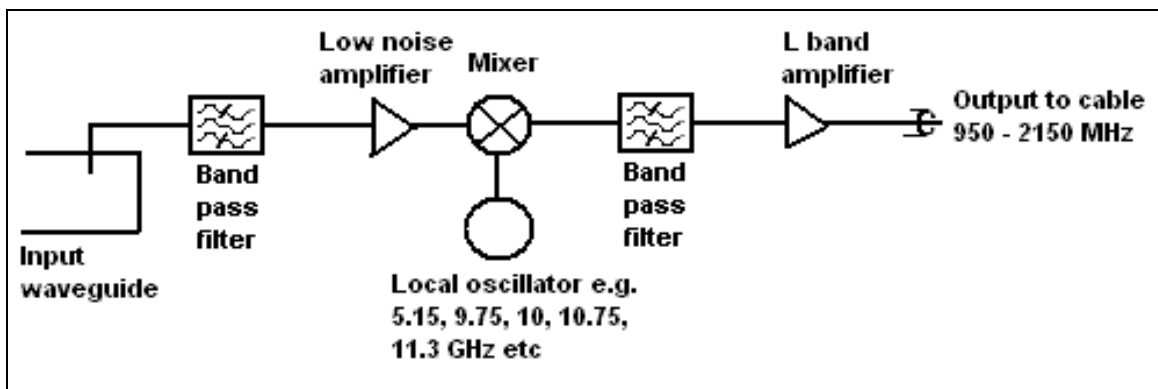 Low noise
amplifier
Mixer
L band
amplifier
Output to cable
950 - 2150 MHz
Band
pass
filter
Band
pass
filter
Input
waveguide
Local oscillator e.g.
5.15, 9.75, 10, 10.75,
11.3 GHz etc